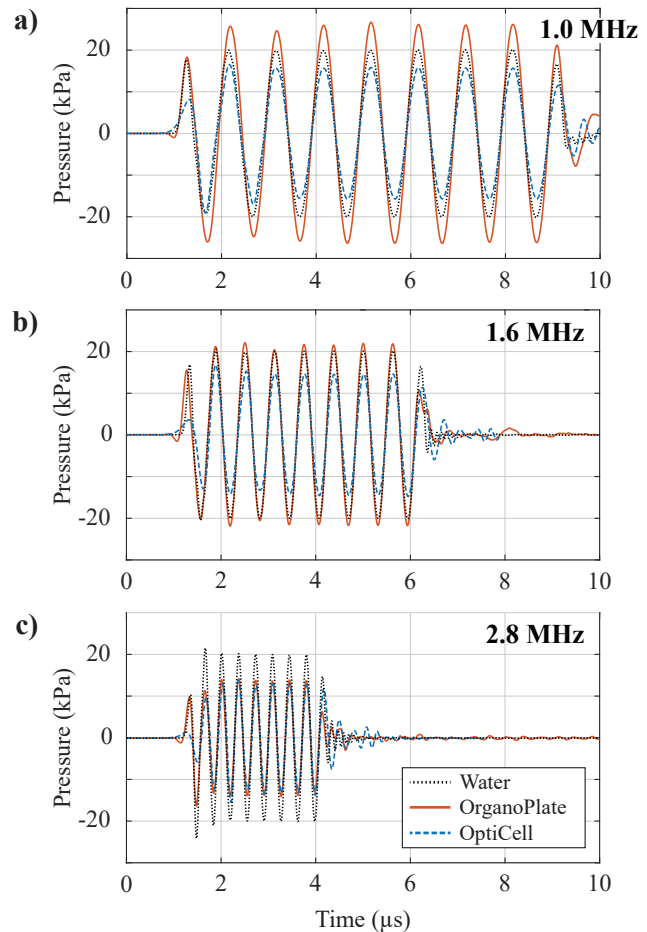 a)
1.0 MHz
20
0
-20
Pressure (kPa)
0
2
4
6
8
10
b)
1.6 MHz
20
0
-20
Pressure (kPa)
0
2
4
6
8
10
c)
2.8 MHz
20
0
-20
Pressure (kPa)
Water
OrganoPlate
OptiCell
0
2
4
6
8
10
Time (µs)